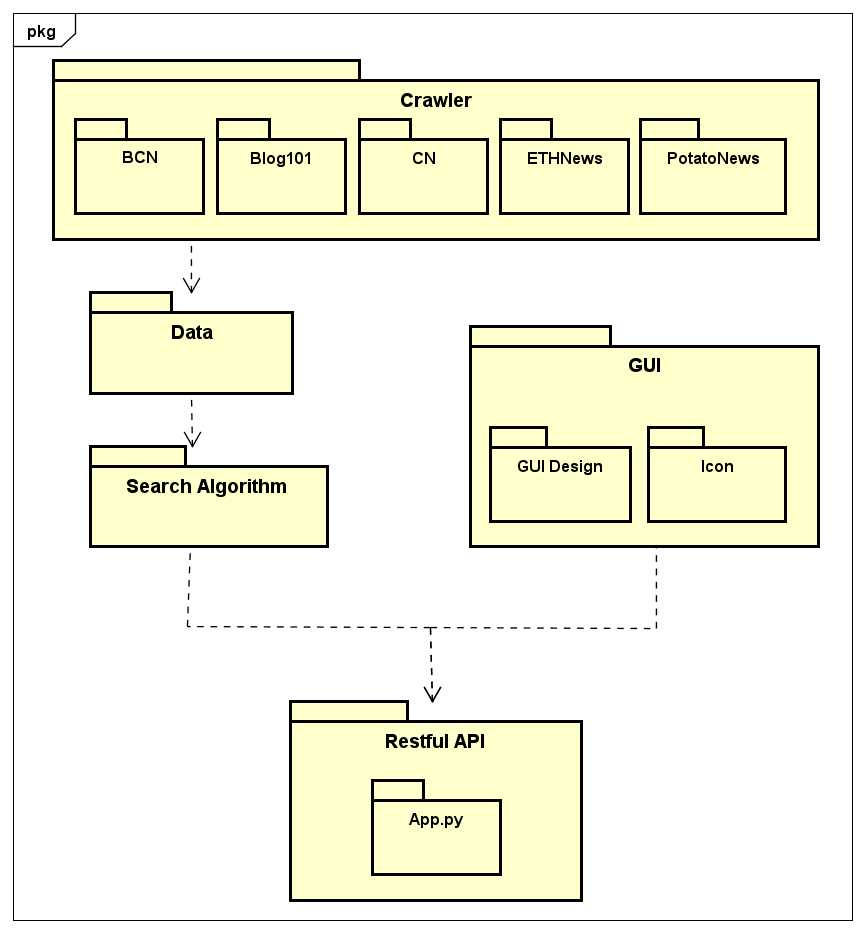 pkg
Crawler
BCN
Blog101
CN
ETHNews
PotatoNews
Data
GUI
GUI Design
Icon
Search Algorithm
Restful API
App.py